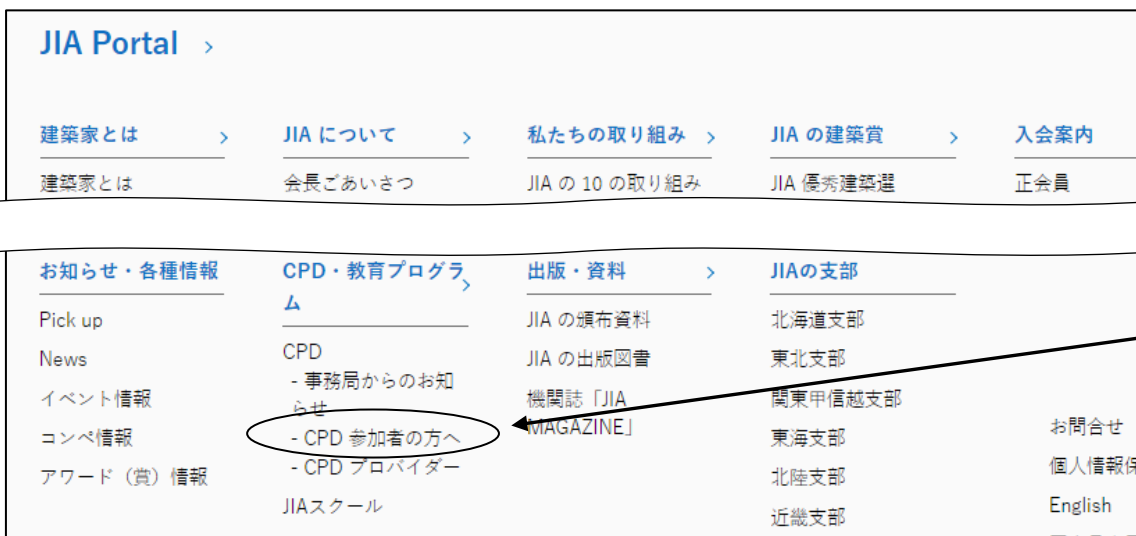 JIA Portal
建築家とは
建築家とは
JIA について
会長ごあいさつ
私たちの取り組み
JIA の 10 の取り組み
JIA の建築賞
JIA 優秀建築選
入会案内
正会員
お知らせ・各種情報
Pick up
News
イベント情報
コンペ情報
アワード（賞）情報
CPD・教育プログラ
ム
CPD
- 事務局からのお知
らせ
- CPD 参加者の方へ
- CPD プロバイダー
JIAスクール
出版・資料
JIA の頒布資料
JIA の出版図書
機関誌「JIA
MAGAZINE」
JIAの支部
北海道支部
東北支部
関東甲信越支部
東海支部
北陸支部
近畿支部
お問合せ
個人情報保
English